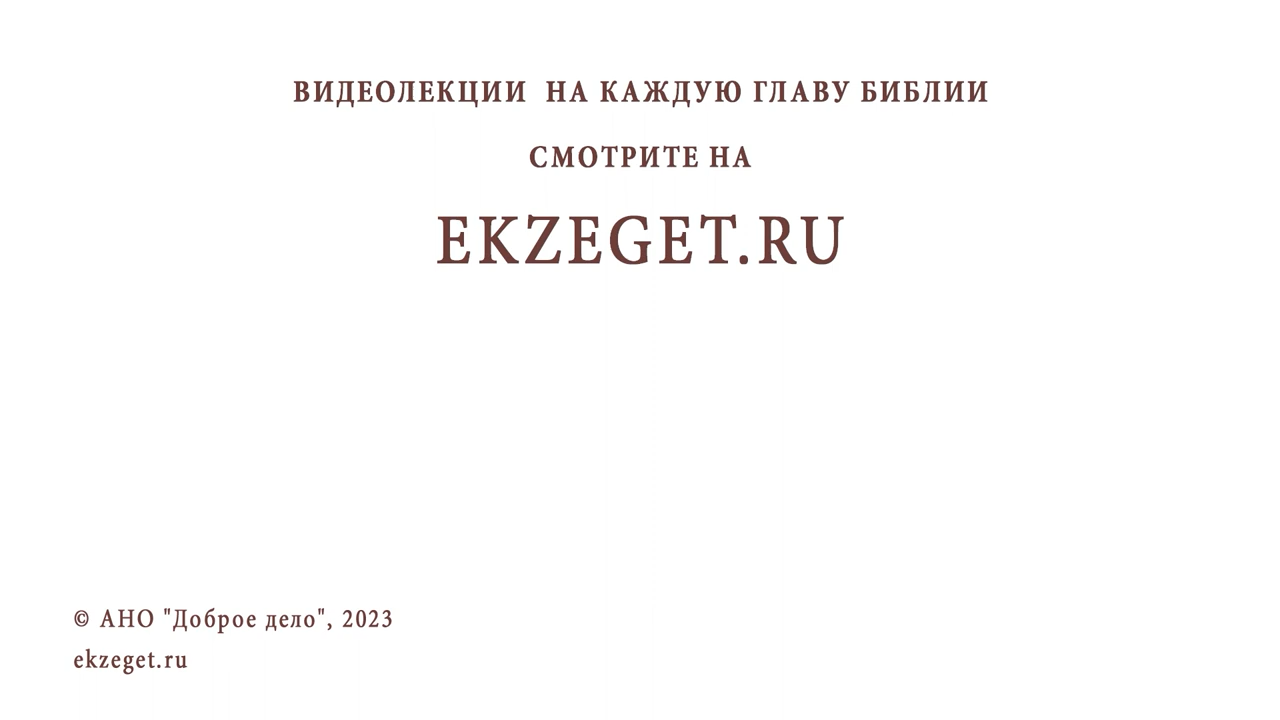 ВИДЕОЛЕКЦИИ НА КАЖДУЮ ГЛАВУ БИБЛИИ
СМОТРИТЕ НА
EKZEGET.RU
© АНО "Доброе дело", 2023
ekzeget.ru